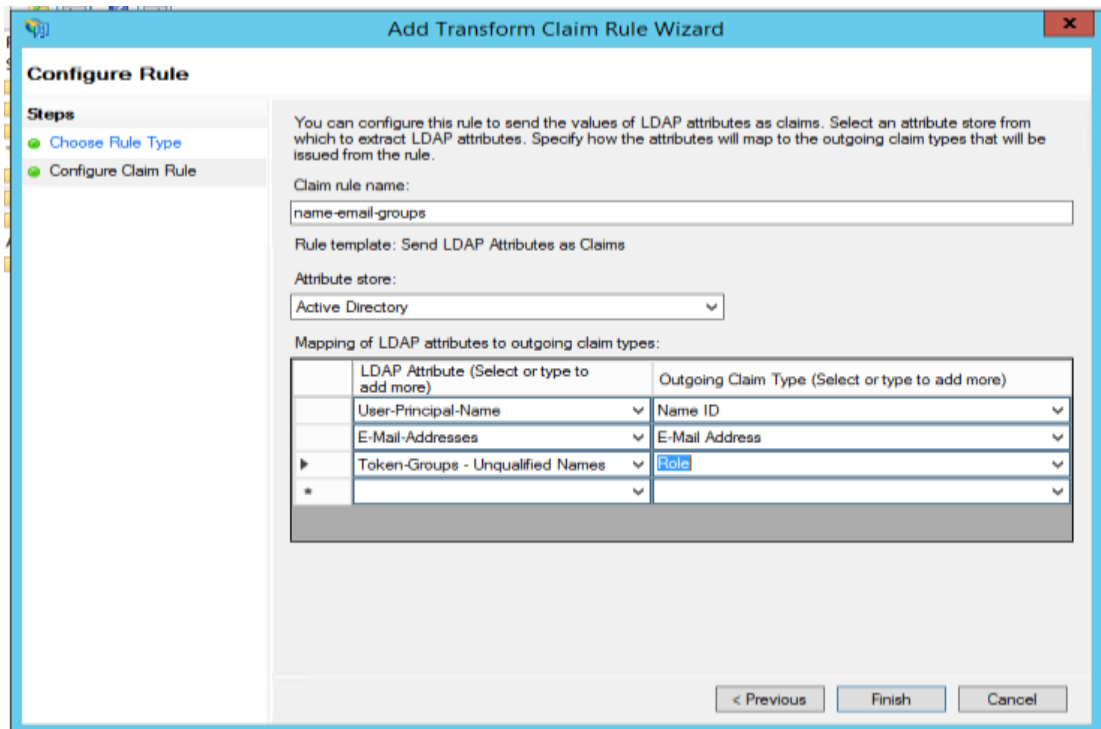 Add Transform Claim Rule Wizard
x
Configure Rule
Steps
Choose Rule Type
Configure Claim Rule
You can configure this rule to send the values of LDAP attributes as claims. Select an attribute store from
which to extract LDAP attributes. Specify how the attributes will map to the outgoing claim types that will be
issued from the rule.
Claim rule name:
name-email-groups
Rule template: Send LDAP Attributes as Claims
Attribute store:
Active Directory
Mapping of LDAP attributes to outgoing claim types:
LDAP Attribute (Select or type to
add more)
Outgoing Claim Type (Select or type to add more)
User-Principal-Name
Name ID
E-Mail-Addresses
E-Mail Address
Token-Groups - Unqualified Names
Role
*
< Previous
Finish
Cancel